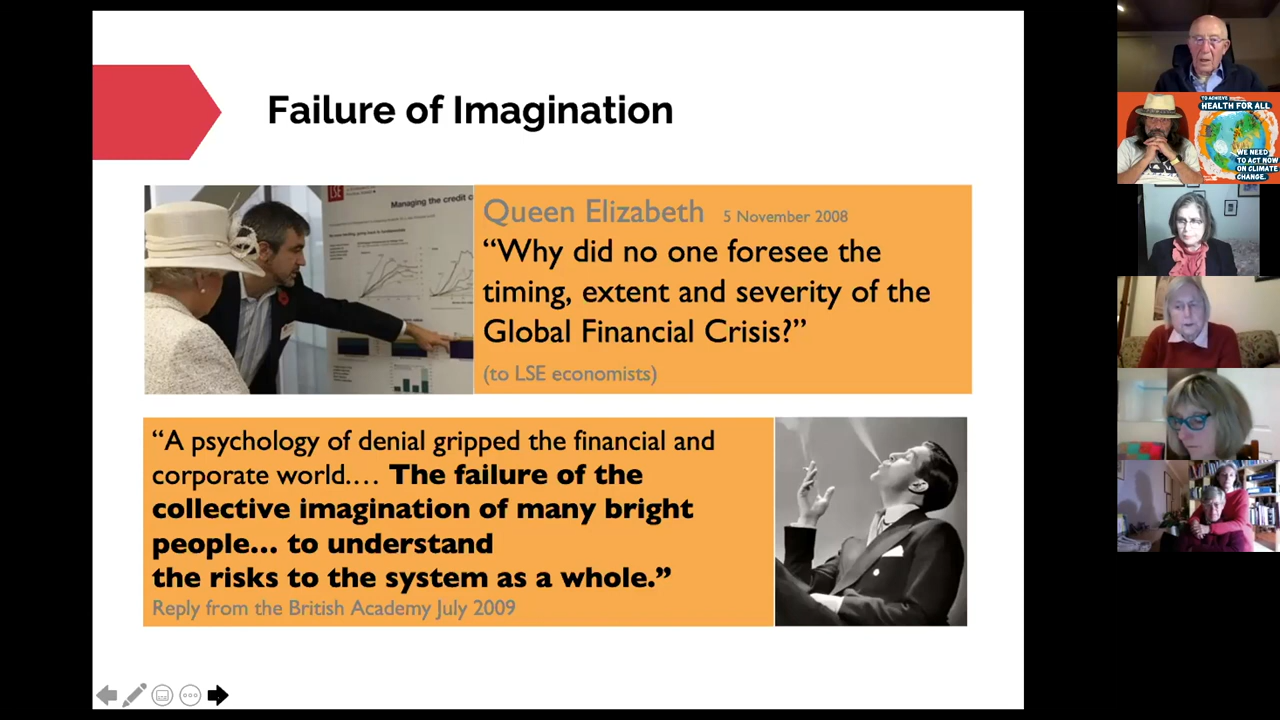 Failure of Imagination
LSE
Managing the credit c
Queen Elizabeth 5 November 2008
“Why did no one foresee the
timing, extent and severity of the
Global Financial Crisis?”
(to LSE economists)
“A psychology of denial gripped the financial and
corporate world.… The failure of the
collective imagination of many bright
people… to understand
the risks to the system as a whole.”
Reply from the British Academy July 2009
TO ACHIEVE
HEALTH FOR ALL
WE NEED
TO ACT NOW
ON CLIMATE
CHANGE.